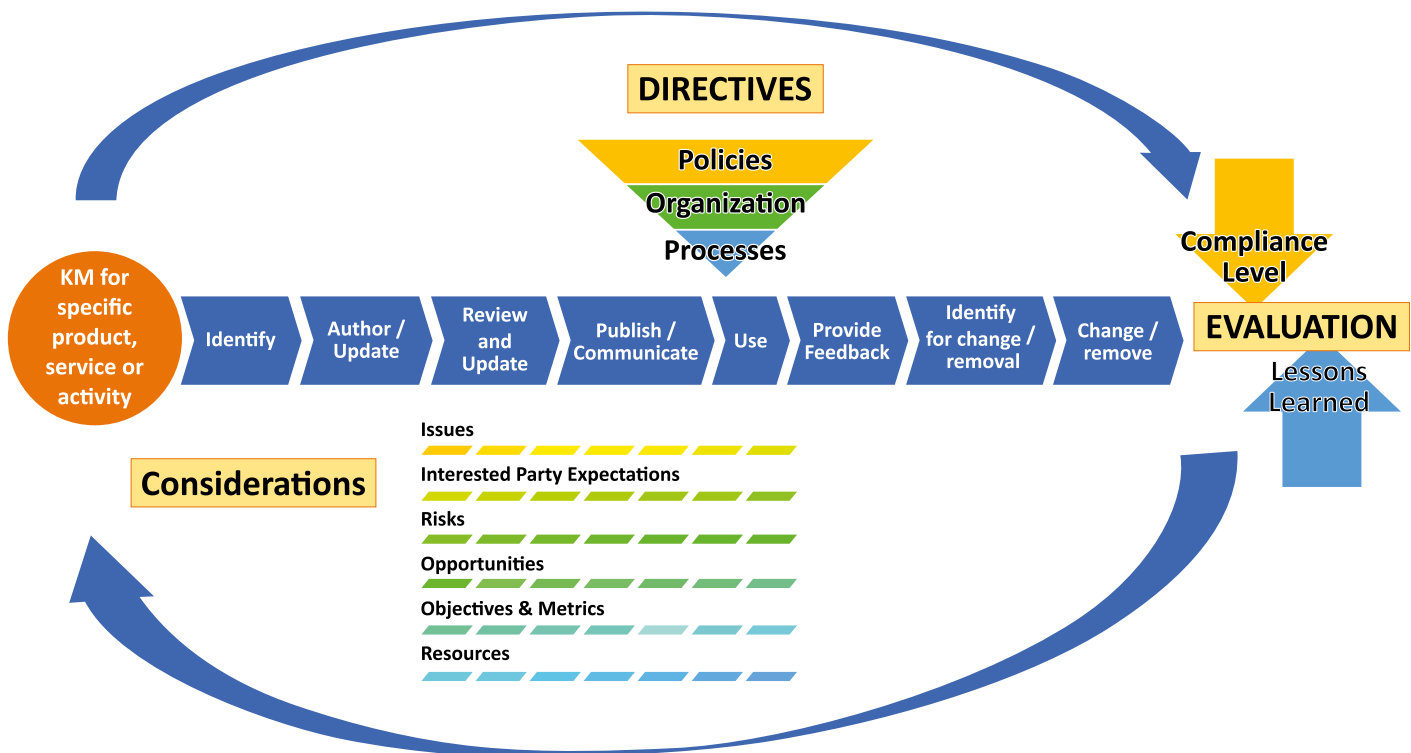 DIRECTIVES
Policies
Organization
Processes
Compliance
Level
KM for
specific
product,
service or
activity
Identify
Author /
Update
Review
and
Update
Publish /
Communicate
Use
Provide
Feedback
Identify
for change /
removal
Change /
remove
EVALUATION
Lessons
Learned
Considerations
Issues
Interested Party Expectations
Risks
Opportunities
Objectives & Metrics
Resources